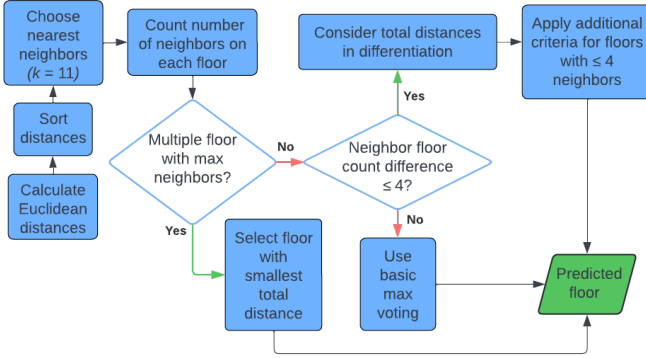 Choose
nearest
neighbors
(k = 11)
Count number
of neighbors on
each floor
Consider total distances
in differentiation
Apply additional
criteria for floors
with ≤ 4
neighbors
Yes
Sort
distances
Multiple floor
with max
neighbors?
No
Neighbor floor
count difference
≤ 4?
Calculate
Euclidean
distances
Yes
No
Select floor
with
smallest
total
distance
Use
basic
max
voting
Predicted
floor